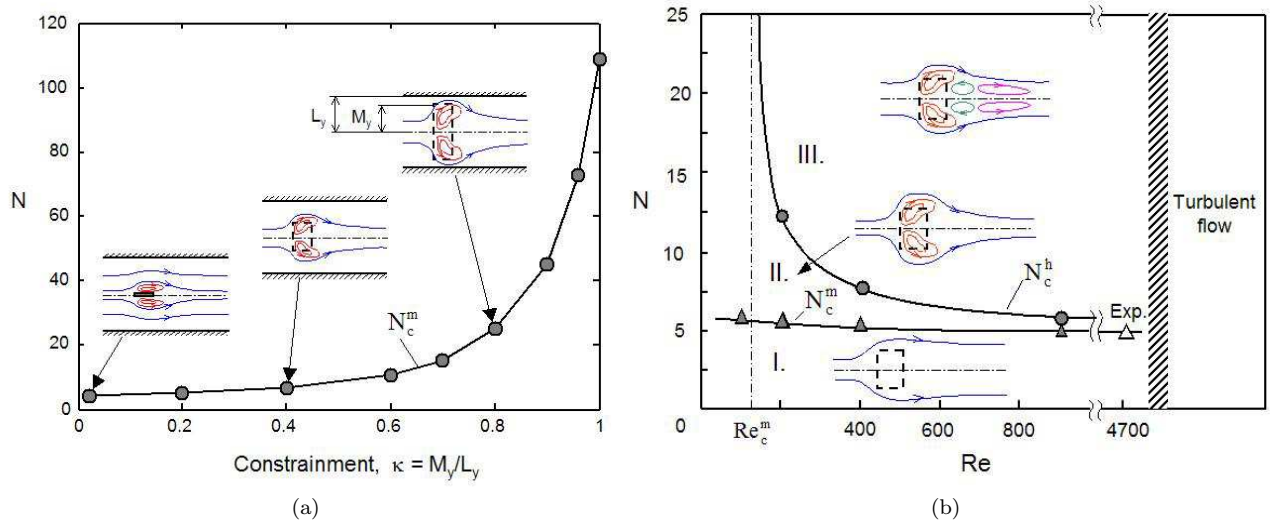 120
100
80
60
40
20
0
N
0
0.2
0.4
0.6
0.8
1
Constrainment, κ = M_y/L_y
L_y
M_y
N_c^m
(a)
25
20
15
10
5
0
N
III.
II.
I.
N_c^m
N_c^h
Exp.
Turbulent
flow
Re_c^m
400
600
800
4700
Re
(b)